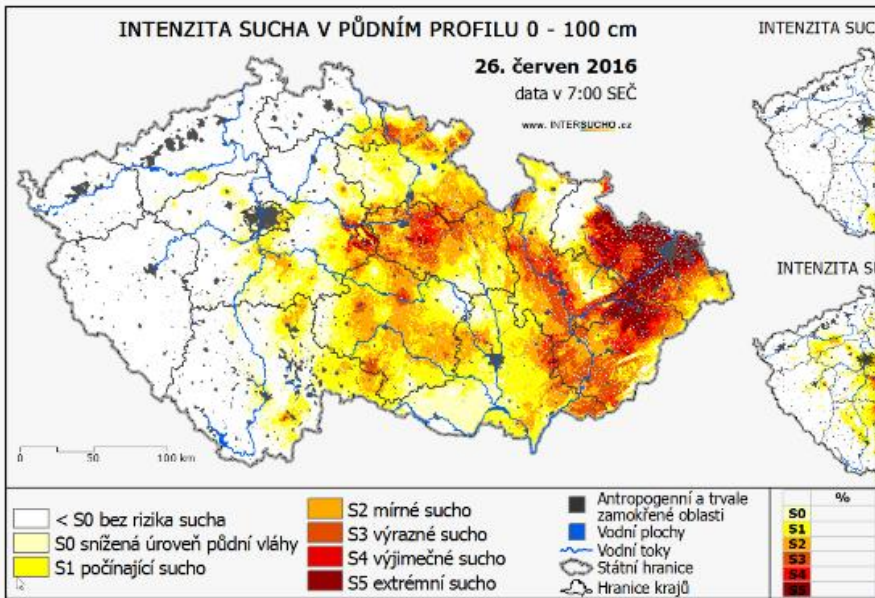 INTENZITA SUCHA V PŮDNÍM PROFILU 0 - 100 cm
26. červen 2016
data v 7:00 SEČ
www. INTERSUCHO .cz
INTENZITA SUC
INTENZITA SU
0 50 100 km
< S0 bez rizika sucha
S0 snížená úroveň půdní vláhy
S1 počínající sucho
S2 mírné sucho
S3 výrazné sucho
S4 výjimečné sucho
S5 extrémní sucho
Antropogenní a trvale
zamokřené oblasti
Vodní plochy
Vodní toky
Státní hranice
Hranice krajů
%
S0
S1
S2
S3
S4
S5